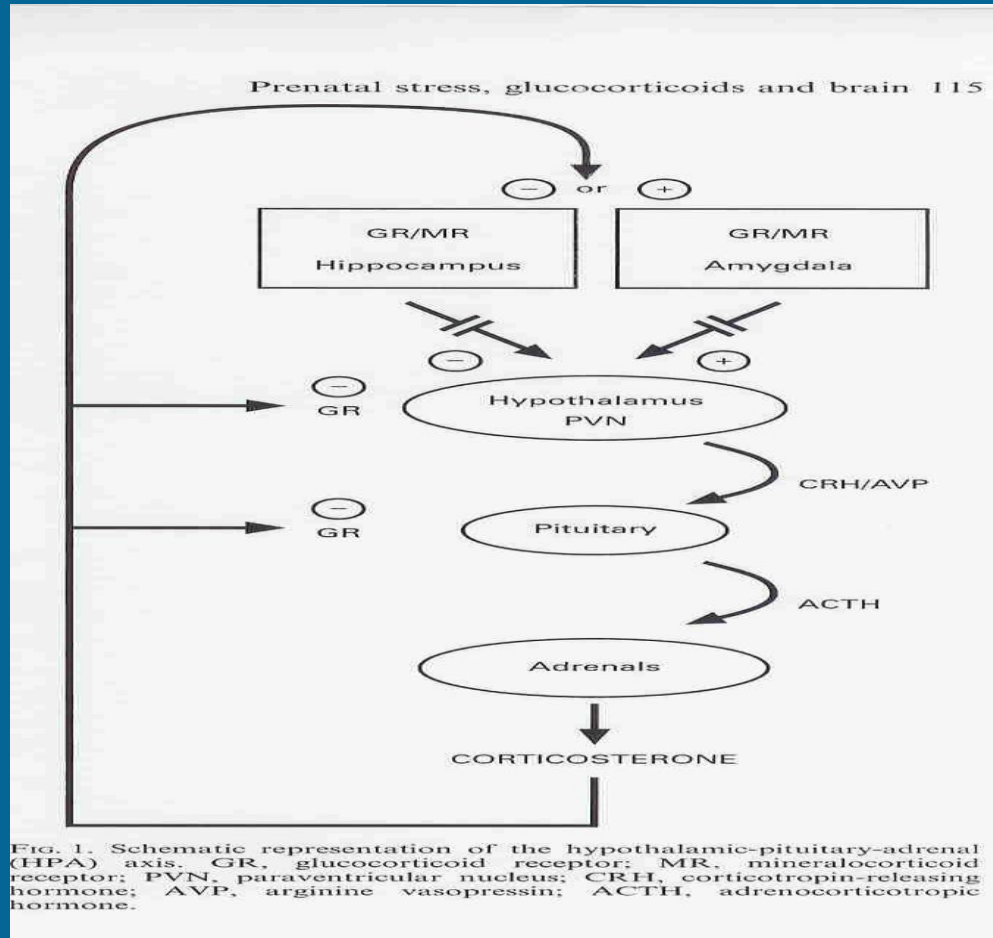 Prenatal stress, glucocorticoids and brain 115
− or +
GR/MR
Hippocampus
GR/MR
Amygdala
−
+
−
GR
Hypothalamus
PVN
CRH/AVP
−
GR
Pituitary
ACTH
Adrenals
CORTICOSTERONE
FIG. 1. Schematic representation of the hypothalamic-pituitary-adrenal
(HPA) axis. GR, glucocorticoid receptor; MR, mineralocorticoid
receptor; PVN, paraventricular nucleus; CRH, corticotropin-releasing
hormone; AVP, arginine vasopressin; ACTH, adrenocorticotropic
hormone.